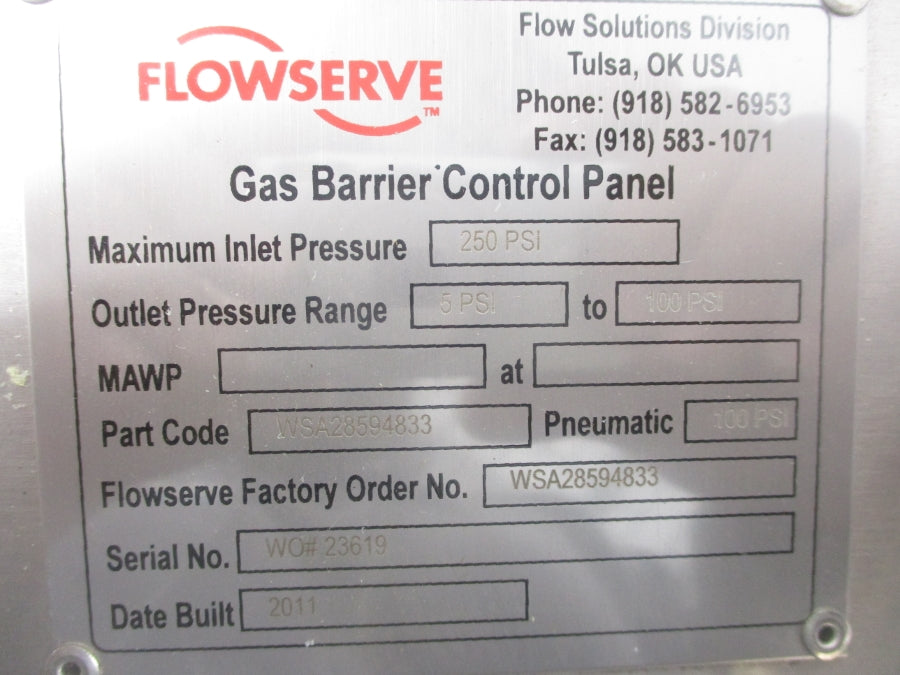 FLOWSERVE™
Flow Solutions Division
Tulsa, OK USA
Phone: (918) 582-6953
Fax: (918) 583-1071
Gas Barrier Control Panel
Maximum Inlet Pressure 250 PSI
Outlet Pressure Range 5 PSI to 100 PSI
MAWP at
Part Code WSA28594833 Pneumatic 100 PSI
Flowserve Factory Order No. WSA28594833
Serial No. WO# 23619
Date Built 2011